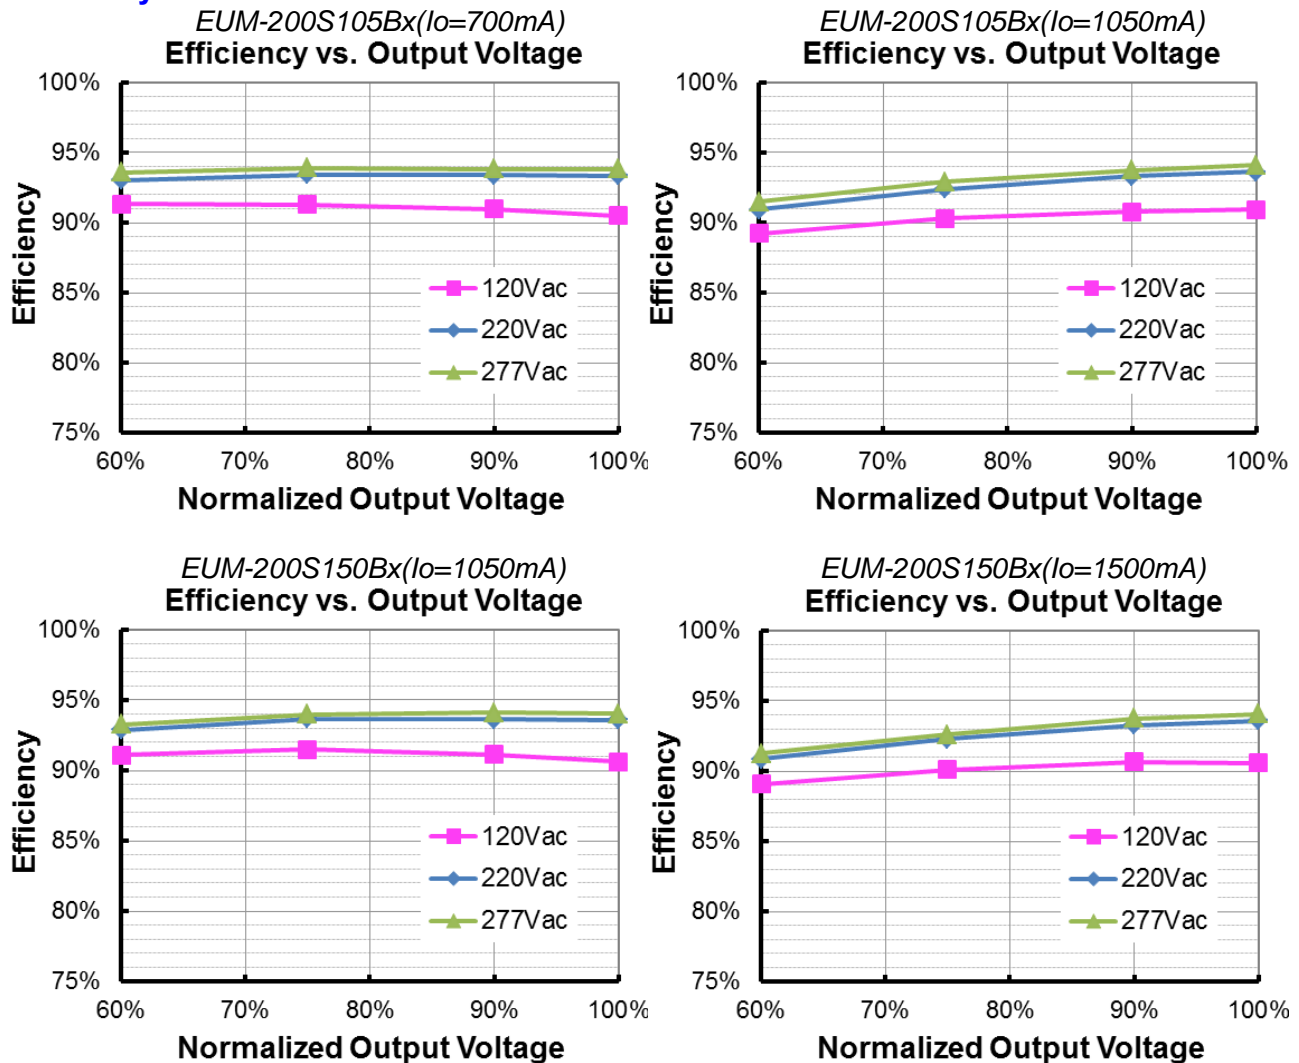 EUM-200S105Bx(Io=700mA)
Efficiency vs. Output Voltage
100%
95%
90%
85%
80%
75%
Efficiency
120Vac
220Vac
277Vac
60%
70%
80%
90%
100%
Normalized Output Voltage
EUM-200S105Bx(Io=1050mA)
Efficiency vs. Output Voltage
100%
95%
90%
85%
80%
75%
Efficiency
120Vac
220Vac
277Vac
60%
70%
80%
90%
100%
Normalized Output Voltage
EUM-200S150Bx(Io=1050mA)
Efficiency vs. Output Voltage
100%
95%
90%
85%
80%
75%
Efficiency
120Vac
220Vac
277Vac
60%
70%
80%
90%
100%
Normalized Output Voltage
EUM-200S150Bx(Io=1500mA)
Efficiency vs. Output Voltage
100%
95%
90%
85%
80%
75%
Efficiency
120Vac
220Vac
277Vac
60%
70%
80%
90%
100%
Normalized Output Voltage